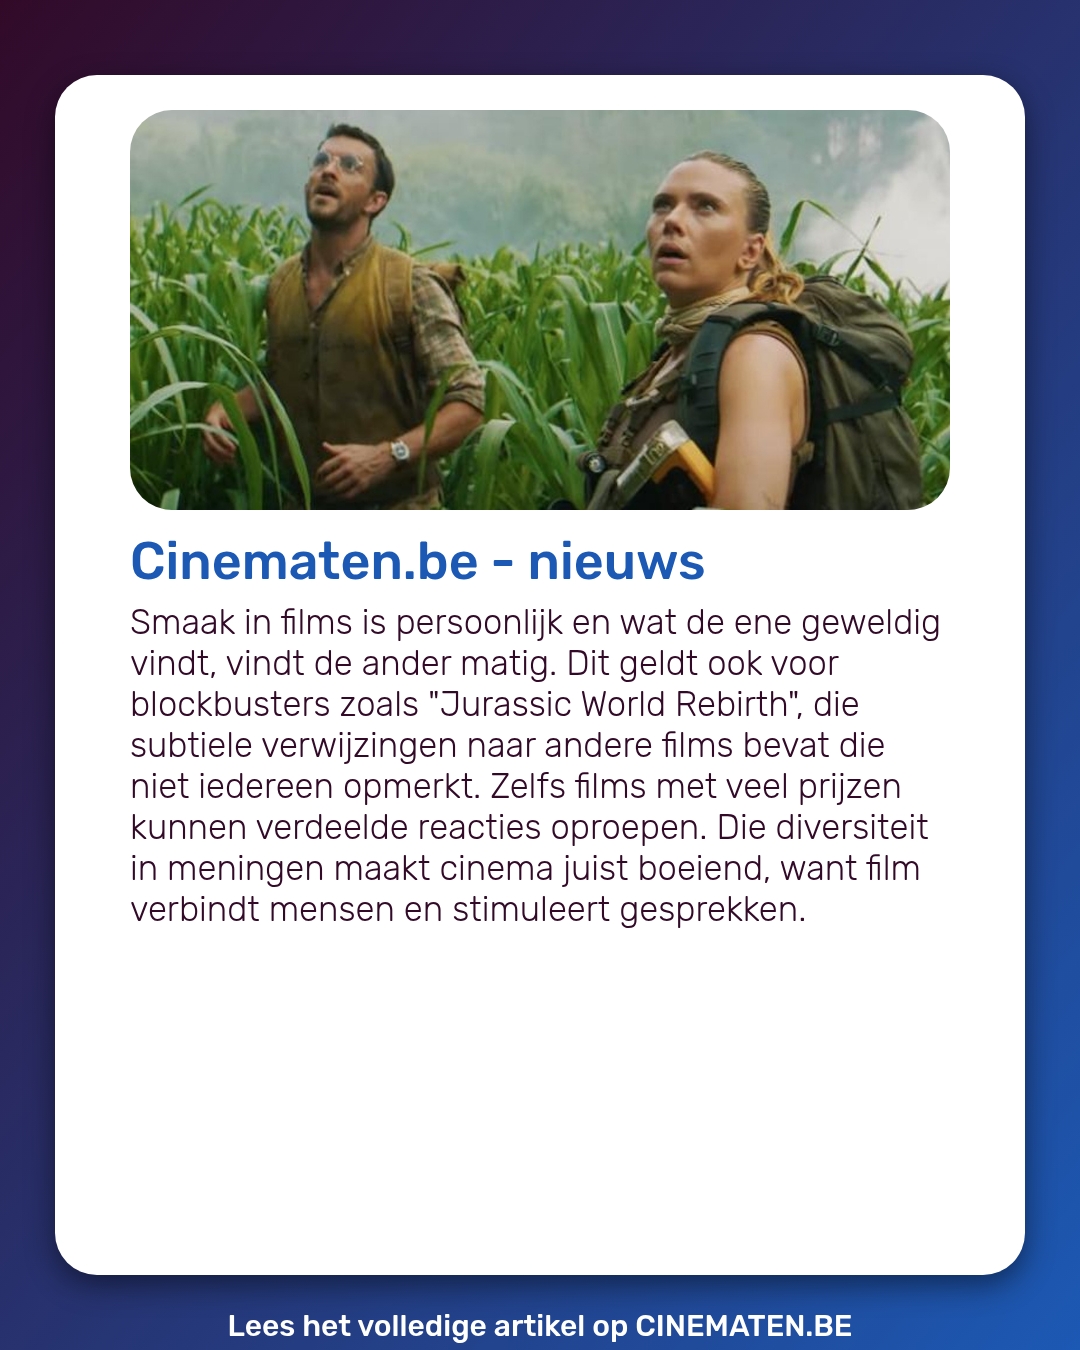 Cinematen.be - nieuws
Smaak in films is persoonlijk en wat de ene geweldig
vindt, vindt de ander matig. Dit geldt ook voor
blockbusters zoals "Jurassic World Rebirth", die
subtiele verwijzingen naar andere films bevat die
niet iedereen opmerkt. Zelfs films met veel prijzen
kunnen verdeelde reacties oproepen. Die diversiteit
in meningen maakt cinema juist boeiend, want film
verbindt mensen en stimuleert gesprekken.
Lees het volledige artikel op CINEMATEN.BE